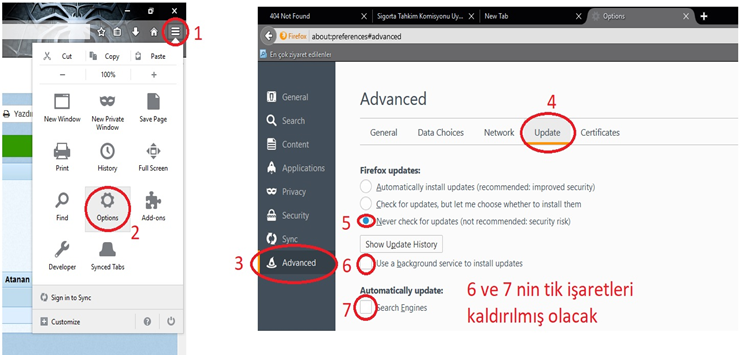 1
Cut Copy Paste
− 100% +
Yazdır
New Window New Private Window Save Page
Print History Full Screen
Find Options Add-ons
2
Developer Synced Tabs
Atanan
Sign in to Sync
Customize
404 Not Found Sigorta Tahkim Komisyonu Uy... New Tab Options
Firefox about:preferences#advanced
En çok ziyaret edilenler
General
Search
Content
Applications
Privacy
Security
Sync
3 Advanced
Advanced
4
General Data Choices Network Update Certificates
Firefox updates:
Automatically install updates (recommended: improved security)
Check for updates, but let me choose whether to install them
5 Never check for updates (not recommended: security risk)
Show Update History
6 Use a background service to install updates
Automatically update:
7 Search Engines
6 ve 7 nin tik işaretleri
kaldırılmış olacak